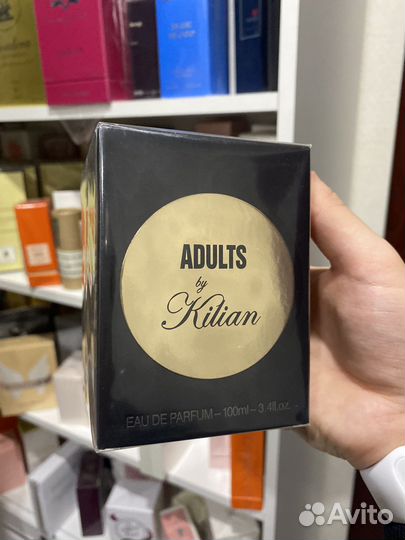 ADULTS
by
Kilian
EAU DE PARFUM – 100ml – 3.4fl.oz.
Avito